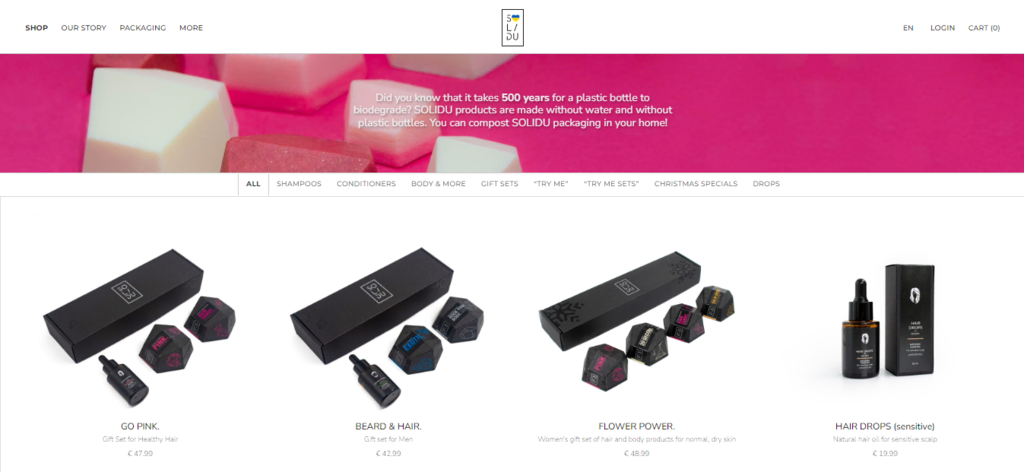 SHOP OUR STORY PACKAGING MORE
SO
LI
DU
EN LOGIN CART (0)
Did you know that it takes 500 years for a plastic bottle to
biodegrade? SOLIDU products are made without water and without
plastic bottles. You can compost SOLIDU packaging in your home!
ALL SHAMPOOS CONDITIONERS BODY & MORE GIFT SETS "TRY ME" "TRY ME SETS" CHRISTMAS SPECIALS DROPS
PINK
HAIR
DROPS
GO PINK.
Gift Set for Healthy Hair
€ 47.99
BEARD & HAIR.
Gift set for Men
€ 42.99
FLOWER POWER.
Women's gift set of hair and body products for normal, dry skin
€ 48.99
HAIR DROPS (sensitive)
Natural hair oil for sensitive scalp
€ 19.99